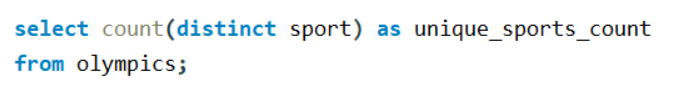 select count(distinct sport) as unique_sports_count
from olympics;